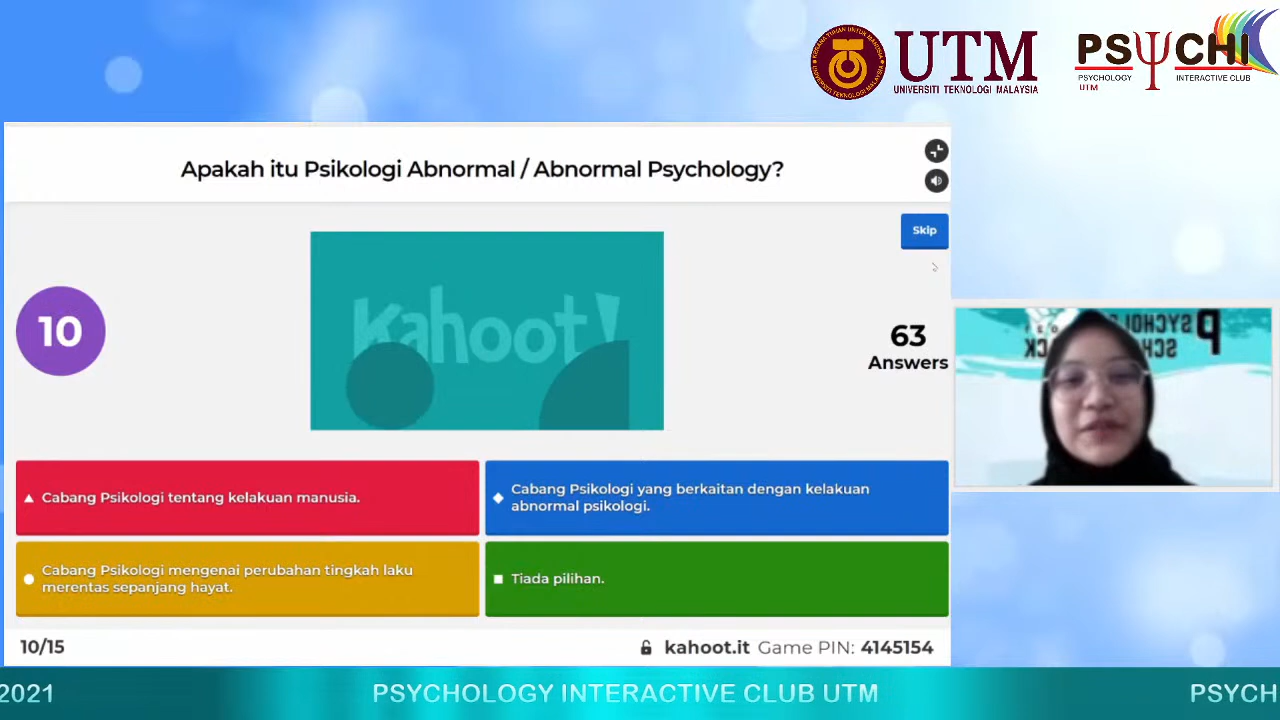 UTM
UNIVERSITI TEKNOLOGI MALAYSIA
PSYCHI
PSYCHOLOGY INTERACTIVE CLUB
UTM
Apakah itu Psikologi Abnormal / Abnormal Psychology?
Skip
10
Kahoot!
63
Answers
Cabang Psikologi tentang kelakuan manusia.
Cabang Psikologi yang berkaitan dengan kelakuan
abnormal psikologi.
Cabang Psikologi mengenai perubahan tingkah laku
merentas sepanjang hayat.
Tiada pilihan.
10/15
kahoot.it Game PIN: 4145154
2021
PSYCHOLOGY INTERACTIVE CLUB UTM
PSYCH